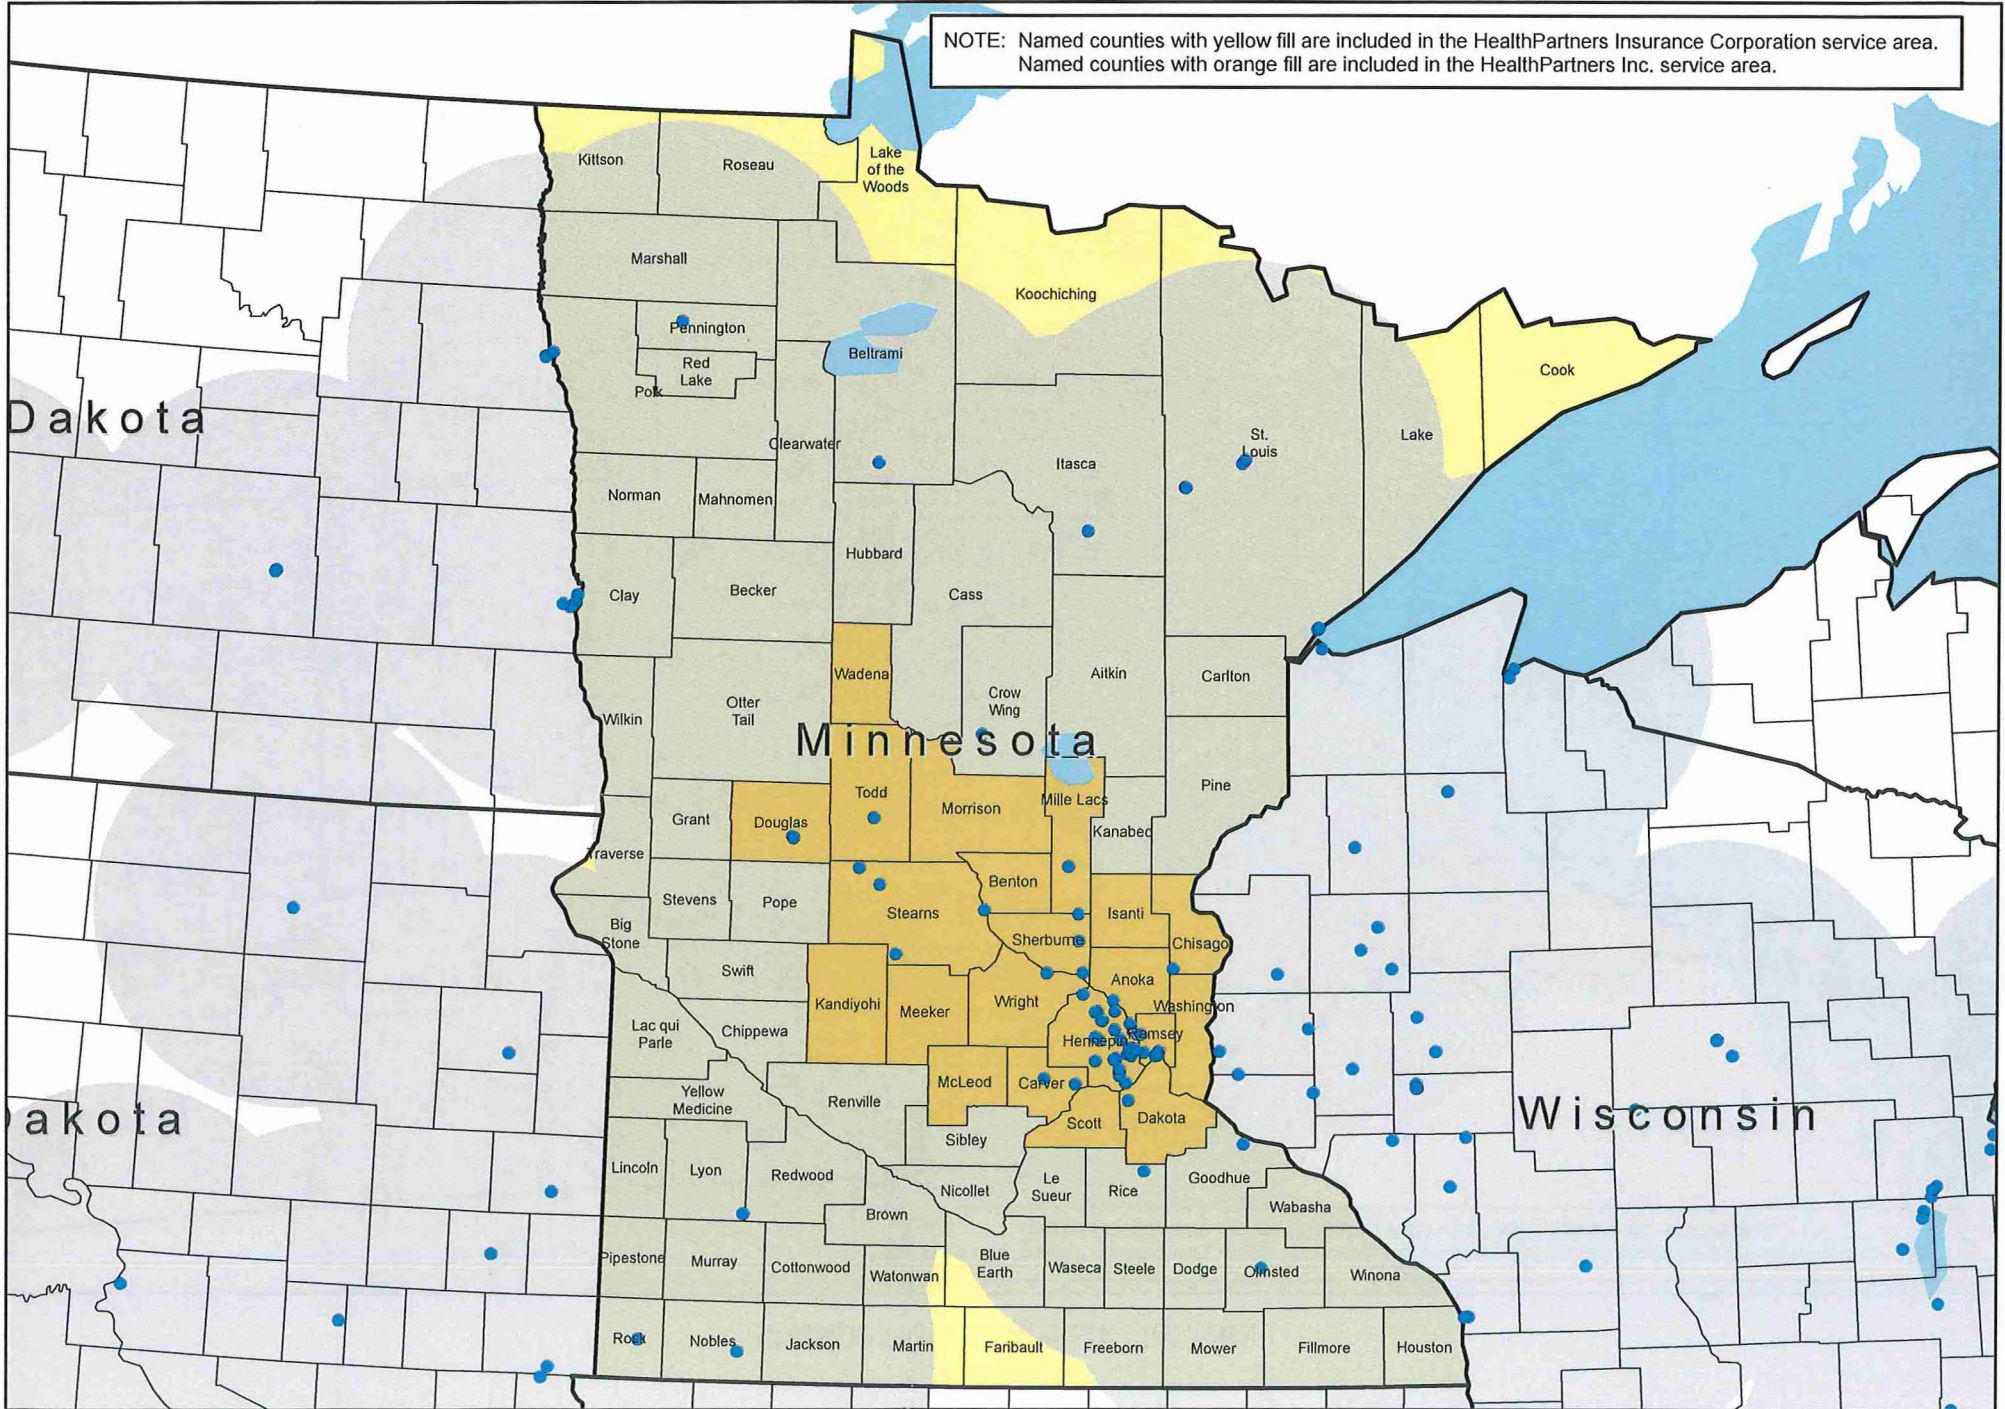 NOTE: Named counties with yellow fill are included in the HealthPartners Insurance Corporation service area.
Named counties with orange fill are included in the HealthPartners Inc. service area.
Kittson
Roseau
Lake
of the
Woods
Marshall
Koochiching
Pennington
Beltrami
Red
Lake
Polk
Cook
Dakota
Clearwater
St.
Louis
Lake
Itasca
Norman
Mahnomen
Hubbard
Clay
Becker
Cass
Wadena
Aitkin
Carlton
Crow
Wing
Otter
Tail
Wilkin
Minnesota
Pine
Todd
Mille Lacs
Morrison
Grant
Douglas
Kanabec
Traverse
Benton
Stevens
Pope
Stearns
Isanti
Big
Stone
Sherburne
Chisago
Swift
Anoka
Kandiyohi
Wright
Washington
Meeker
Lac qui
Parle
Chippewa
Ramsey
Hennepin
McLeod
Carver
Yellow
Medicine
Renville
akota
Scott
Dakota
Wisconsin
Sibley
Lincoln
Lyon
Redwood
Le
Sueur
Rice
Goodhue
Nicollet
Wabasha
Brown
Pipestone
Murray
Cottonwood
Watonwan
Blue
Earth
Waseca
Steele
Dodge
Olmsted
Winona
Rock
Nobles
Jackson
Martin
Faribault
Freeborn
Mower
Fillmore
Houston